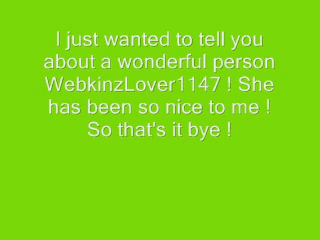 I just wanted to tell you
about a wonderful person
WebkinzLover1147 ! She
has been so nice to me !
So that's it bye !